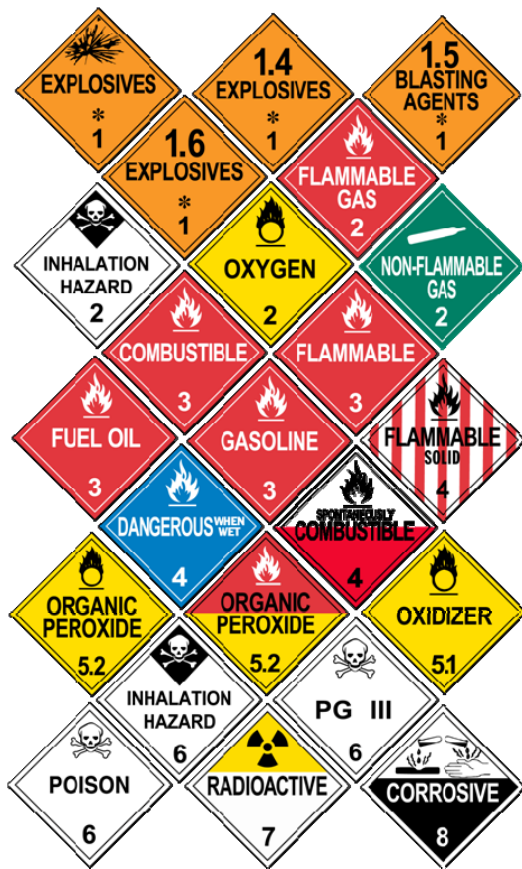 EXPLOSIVES
*
1
1.4
EXPLOSIVES
*
1
1.5
BLASTING
AGENTS
*
1
1.6
EXPLOSIVES
*
1
FLAMMABLE
GAS
2
INHALATION
HAZARD
2
OXYGEN
2
NON-FLAMMABLE
GAS
2
COMBUSTIBLE
3
FLAMMABLE
3
FUEL OIL
3
GASOLINE
3
FLAMMABLE
SOLID
4
DANGEROUS WHEN WET
4
SPONTANEOUSLY
COMBUSTIBLE
4
ORGANIC
PEROXIDE
5.2
ORGANIC
PEROXIDE
5.2
OXIDIZER
5.1
INHALATION
HAZARD
6
PG III
6
POISON
6
RADIOACTIVE
7
CORROSIVE
8